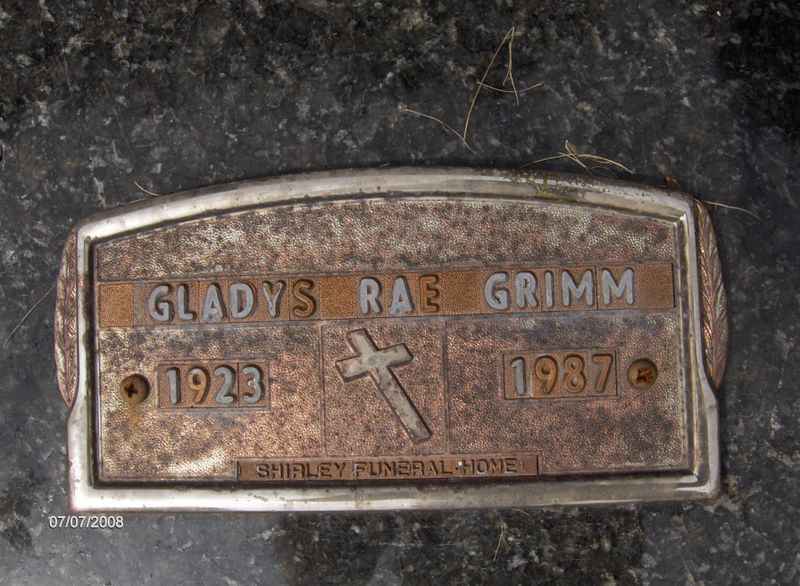 GLADYS RAE GRIMM
1923 1987
SHIRLEY FUNERAL HOME
07/07/2008